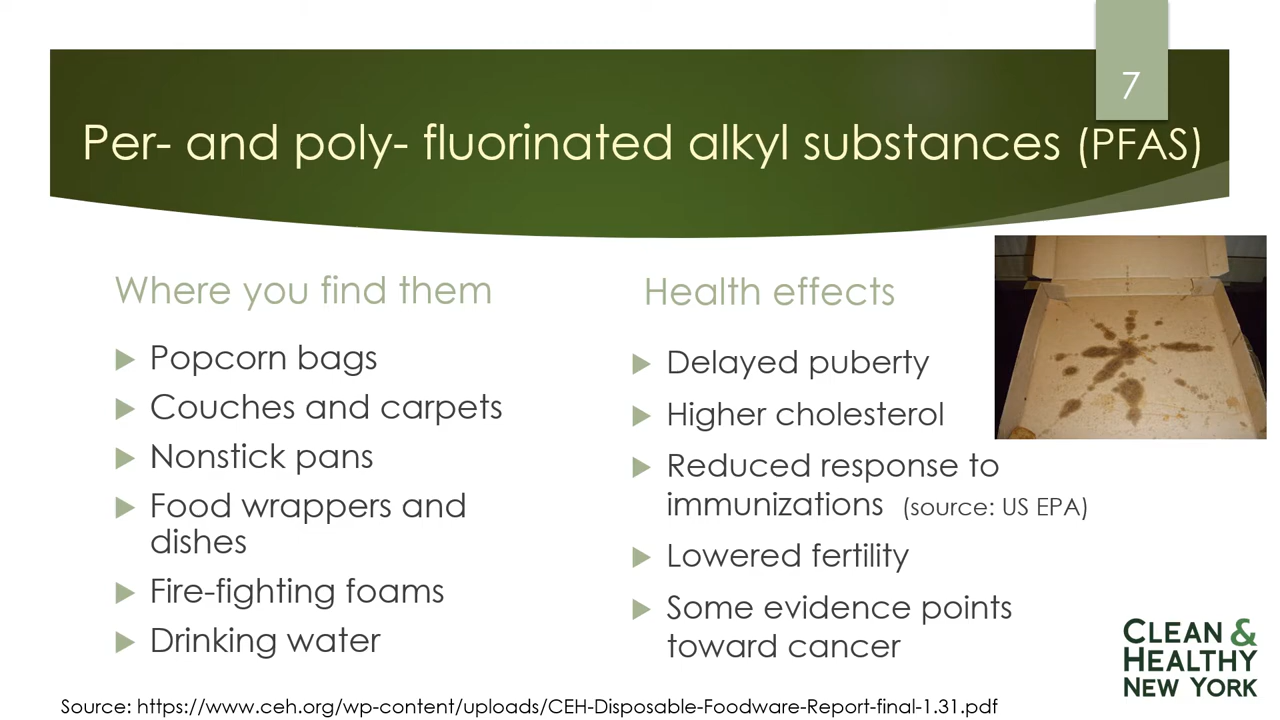 7
Per- and poly- fluorinated alkyl substances (PFAS)
Where you find them
Popcorn bags
Couches and carpets
Nonstick pans
Food wrappers and
dishes
Fire-fighting foams
Drinking water
Health effects
Delayed puberty
Higher cholesterol
Reduced response to
immunizations (source: US EPA)
Lowered fertility
Some evidence points
toward cancer
CLEAN &
HEALTHY
NEW YORK
Source: https://www.ceh.org/wp-content/uploads/CEH-Disposable-Foodware-Report-final-1.31.pdf